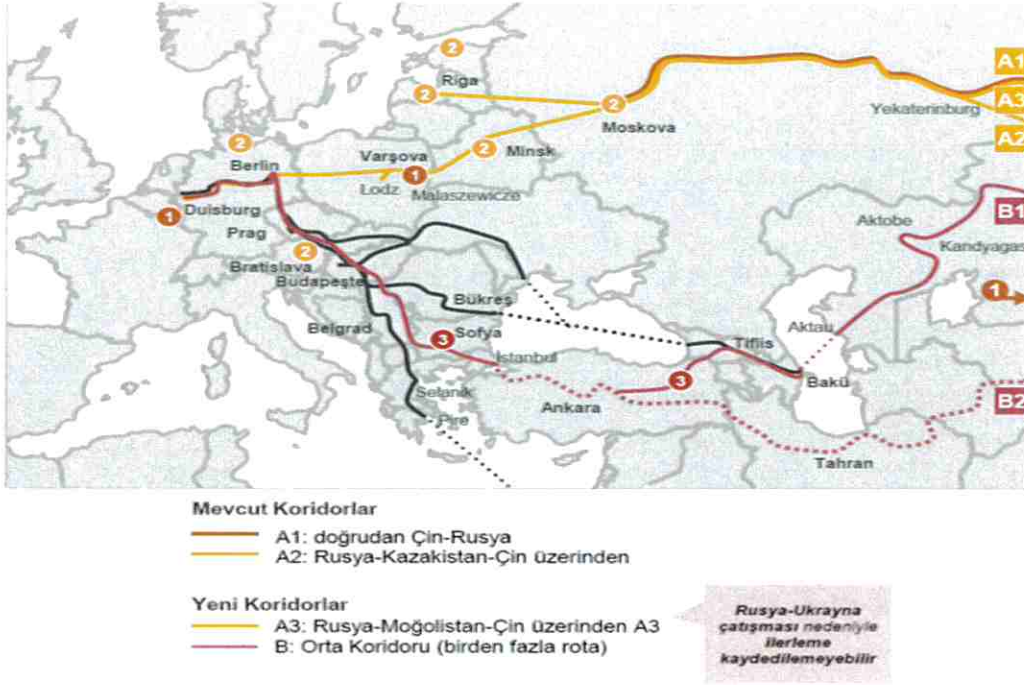 2
Riga
2
2
Moskova
A1
A3
A2
Yekaterinburg
2
Berlin
Varşova
2
Minsk
1
Lodz
Malaszewicze
1
Duisburg
Prag
2
Bratislava
Budapeşte
Aktobe
B1
Kandyagas
1
Bükreş
Belgrad
3
Sofya
İstanbul
Aktau
Tiflis
3
Bakü
Selanik
Pire
Ankara
B2
Tahran
Mevcut Koridorlar
A1: doğrudan Çin-Rusya
A2: Rusya-Kazakistan-Çin üzerinden
Yeni Koridorlar
A3: Rusya-Moğolistan-Çin üzerinden A3
B: Orta Koridoru (birden fazla rota)
Rusya-Ukrayna
çatışması nedeniyle
ilerleme
kaydedilemeyebilir